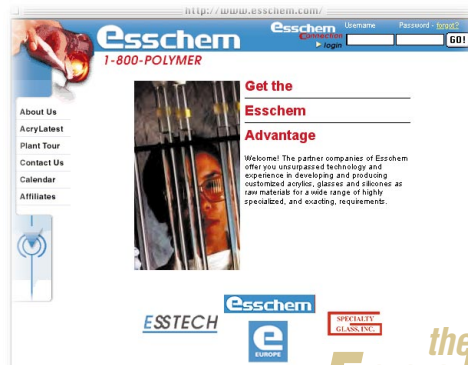 http://www.esschem.com/
Esschem
1-800-POLYMER
Esschem
Connection
login
Username
Password - forgot?
GO!
About Us
AcryLatest
Plant Tour
Contact Us
Calendar
Affiliates
Get the
Esschem
Advantage
Welcome! The partner companies of Esschem
offer you unsurpassed technology and
experience in developing and producing
customized acrylics, glasses and silicones as
raw materials for a wide range of highly
specialized, and exacting, requirements.
ESSTECH
Esschem
e
EUROPE
SPECIALTY
GLASS, INC.
the